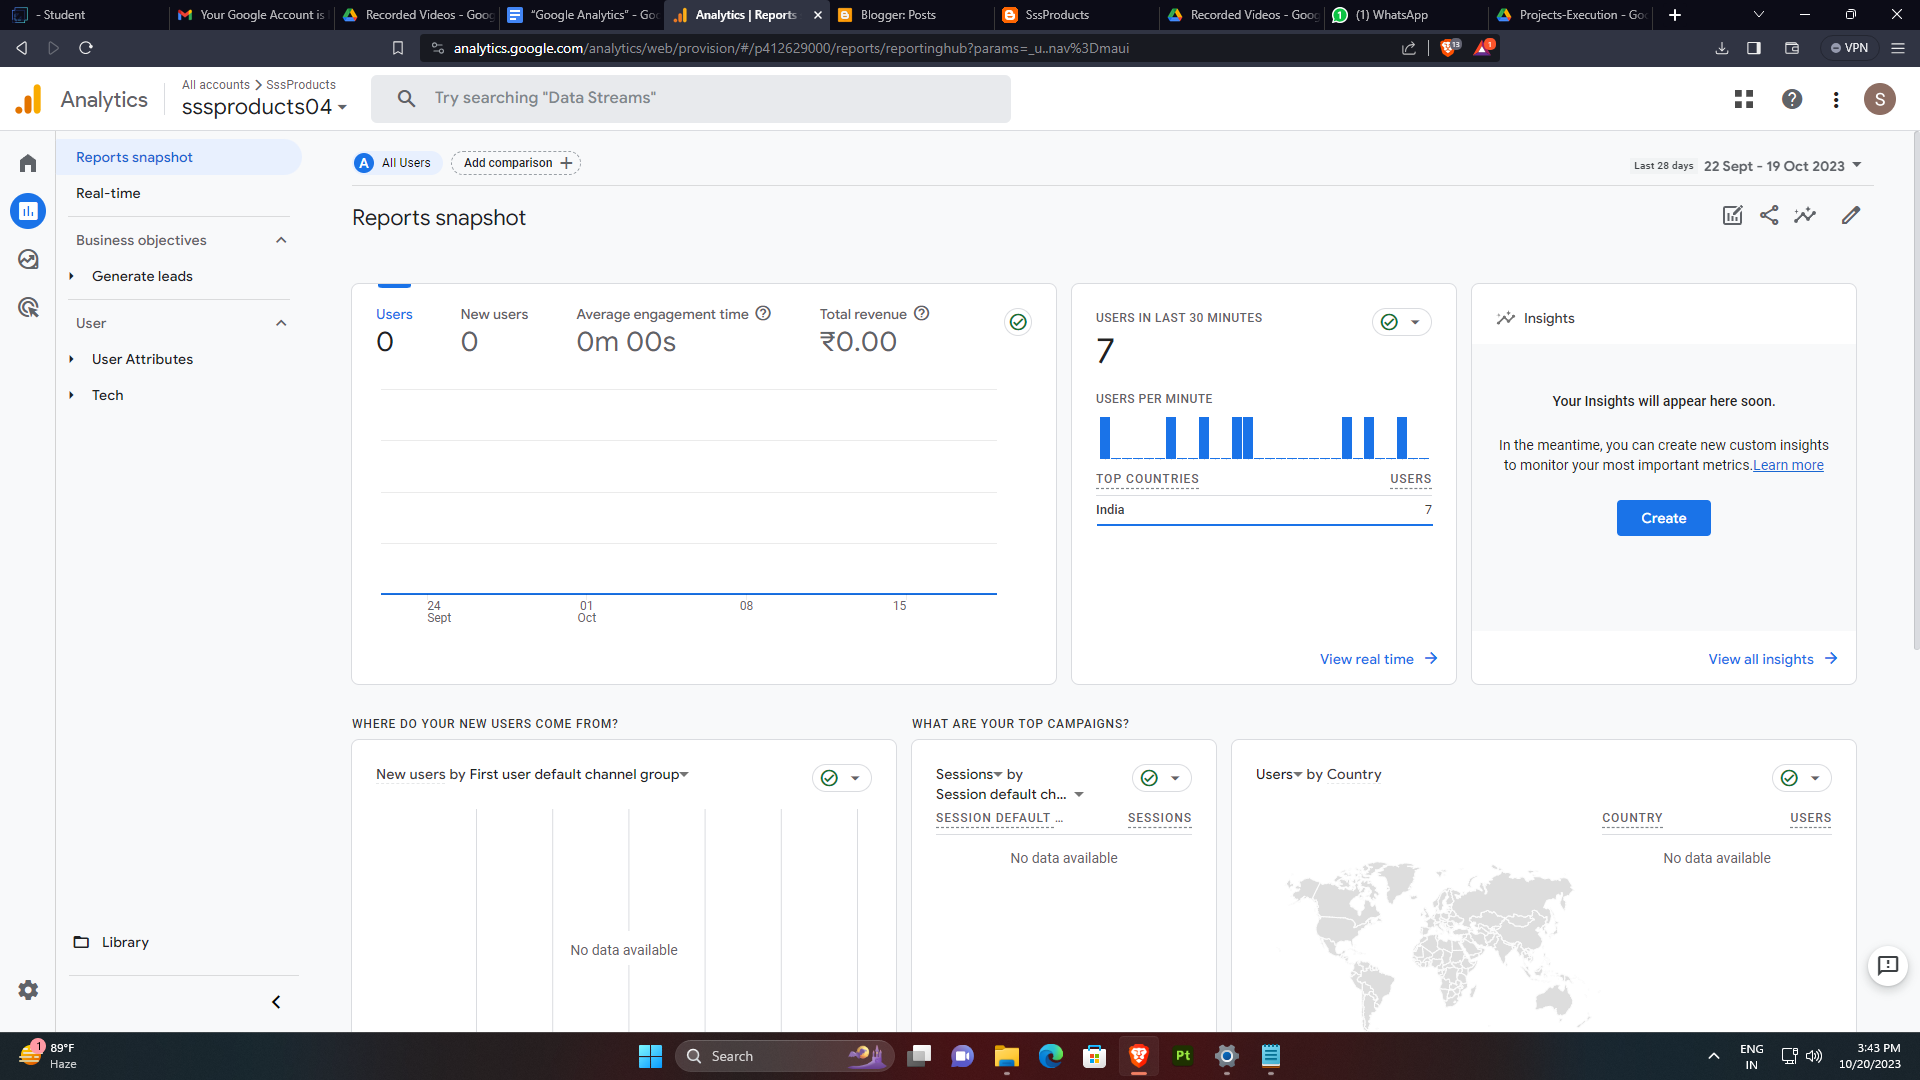 - Student
Your Google Account is
Recorded Videos - Goog
"Google Analytics" - Go
Analytics | Reports
Blogger: Posts
SssProducts
Recorded Videos - Goog
(1) WhatsApp
Projects-Execution - Go
analytics.google.com/analytics/web/provision/#/p412629000/reports/reportinghub?params=_u..nav%3Dmaui
13
1
VPN
Analytics
All accounts > SssProducts
sssproducts04
Try searching "Data Streams"
S
Reports snapshot
Real-time
Business objectives
Generate leads
User
User Attributes
Tech
Library
A All Users
Add comparison +
Last 28 days 22 Sept - 19 Oct 2023
Reports snapshot
Users
0
New users
0
Average engagement time
0m 00s
Total revenue
₹0.00
24
Sept
01
Oct
08
15
USERS IN LAST 30 MINUTES
7
USERS PER MINUTE
TOP COUNTRIES USERS
India 7
View real time
Insights
Your Insights will appear here soon.
In the meantime, you can create new custom insights
to monitor your most important metrics.Learn more
Create
View all insights
WHERE DO YOUR NEW USERS COME FROM?
New users by First user default channel group
No data available
WHAT ARE YOUR TOP CAMPAIGNS?
Sessions by
Session default ch...
SESSION DEFAULT ... SESSIONS
No data available
Users by Country
COUNTRY USERS
No data available
1
89°F
Haze
Search
Pt
ENG
IN
3:43 PM
10/20/2023